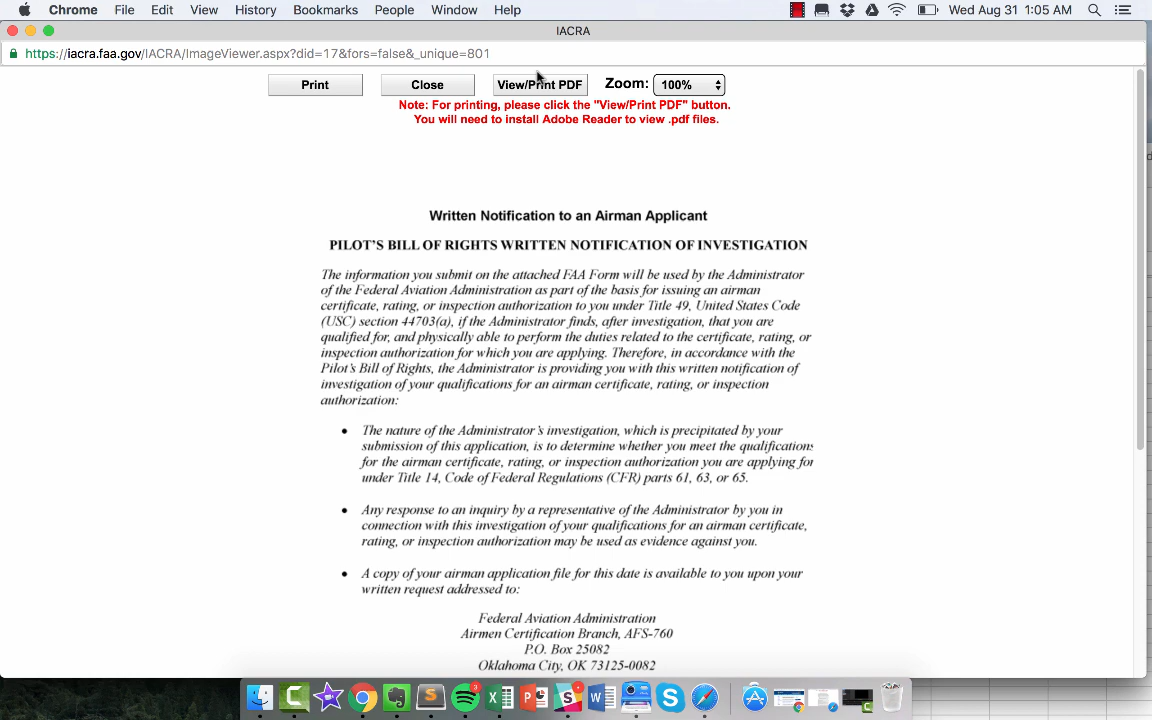 Chrome File Edit View History Bookmarks People Window Help Wed Aug 31 1:05 AM
IACRA
https://iacra.faa.gov/IACRA/ImageViewer.aspx?did=17&fors=false&_unique=801
Print Close View/Print PDF Zoom: 100%
Note: For printing, please click the "View/Print PDF" button.
You will need to install Adobe Reader to view .pdf files.
Written Notification to an Airman Applicant
PILOT'S BILL OF RIGHTS WRITTEN NOTIFICATION OF INVESTIGATION
The information you submit on the attached FAA Form will be used by the Administrator
of the Federal Aviation Administration as part of the basis for issuing an airman
certificate, rating, or inspection authorization to you under Title 49, United States Code
(USC) section 44703(a), if the Administrator finds, after investigation, that you are
qualified for, and physically able to perform the duties related to the certificate, rating, or
inspection authorization for which you are applying. Therefore, in accordance with the
Pilot's Bill of Rights, the Administrator is providing you with this written notification of
investigation of your qualifications for an airman certificate, rating, or inspection
authorization:
• The nature of the Administrator's investigation, which is precipitated by your
submission of this application, is to determine whether you meet the qualifications
for the airman certificate, rating, or inspection authorization you are applying for
under Title 14, Code of Federal Regulations (CFR) parts 61, 63, or 65.
• Any response to an inquiry by a representative of the Administrator by you in
connection with this investigation of your qualifications for an airman certificate,
rating, or inspection authorization may be used as evidence against you.
• A copy of your airman application file for this date is available to you upon your
written request addressed to:
Federal Aviation Administration
Airmen Certification Branch, AFS-760
P.O. Box 25082
Oklahoma City, OK 73125-0082